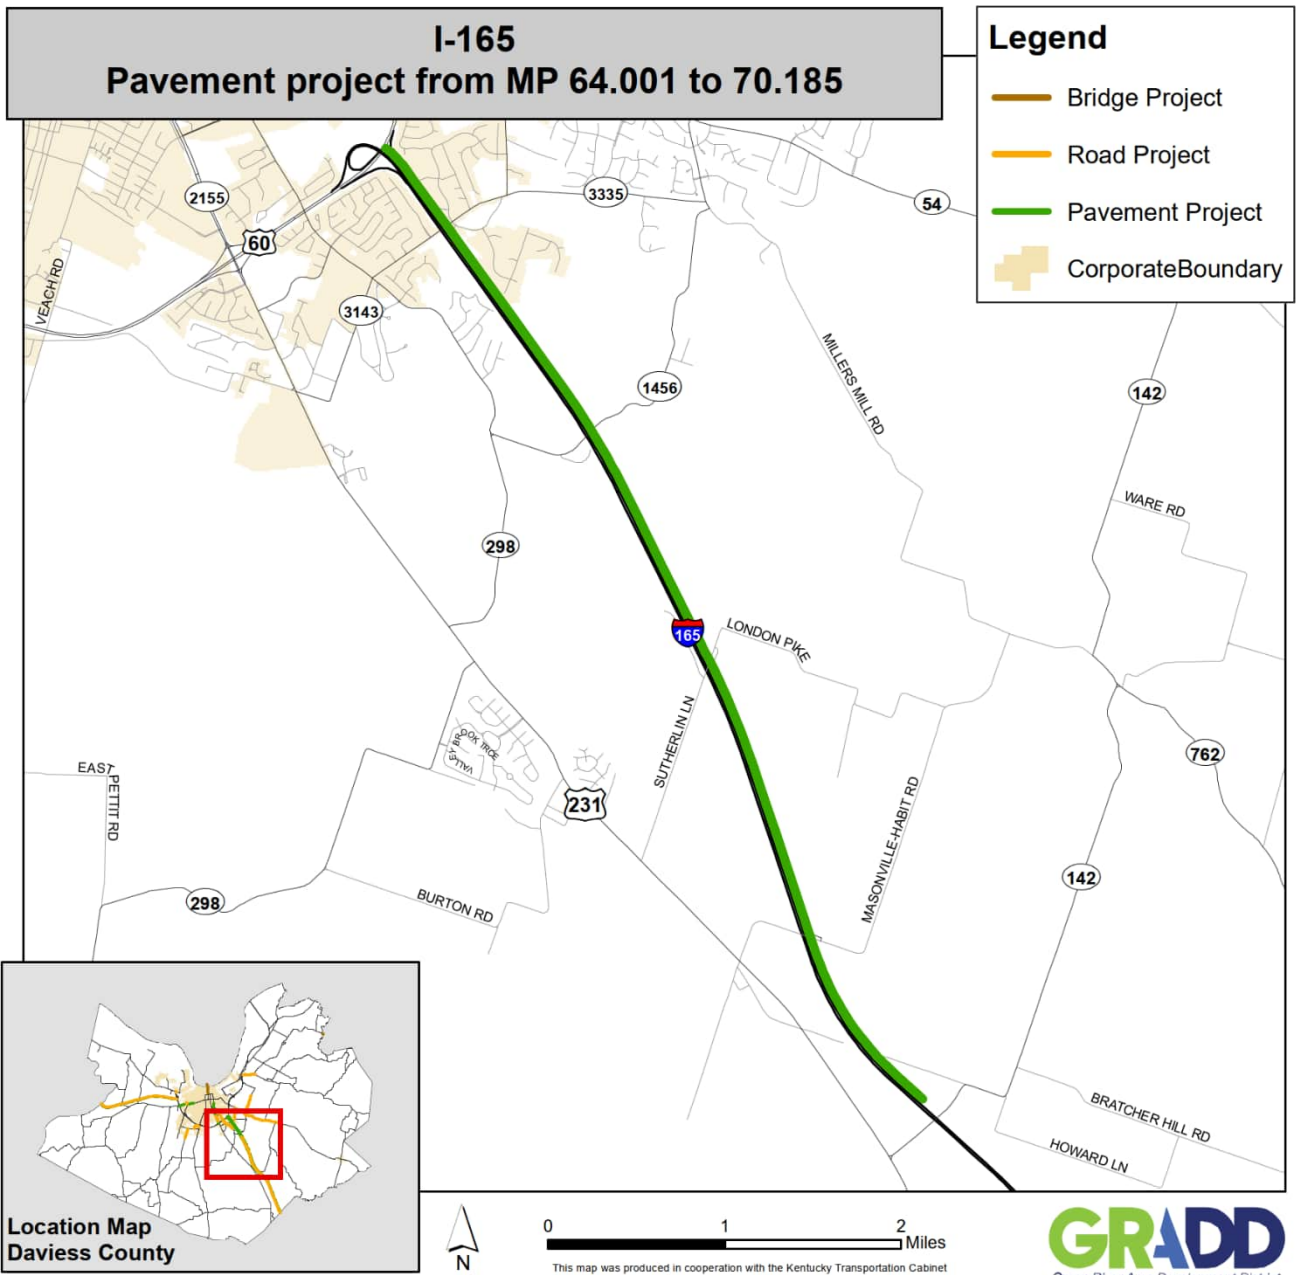 I-165
Pavement project from MP 64.001 to 70.185
Legend
Bridge Project
Road Project
Pavement Project
CorporateBoundary
2155
3335
54
60
VEACH RD
3143
MILLERS MILL RD
1456
142
WARE RD
298
165
LONDON PIKE
SUTHERLIN LN
762
231
EAST PETTIT RD
MASONVILLE-HABIT RD
142
298
BURTON RD
BRATCHER HILL RD
HOWARD LN
Location Map
Daviess County
N
0 1 2
Miles
This map was produced in cooperation with the Kentucky Transportation Cabinet
GRADD